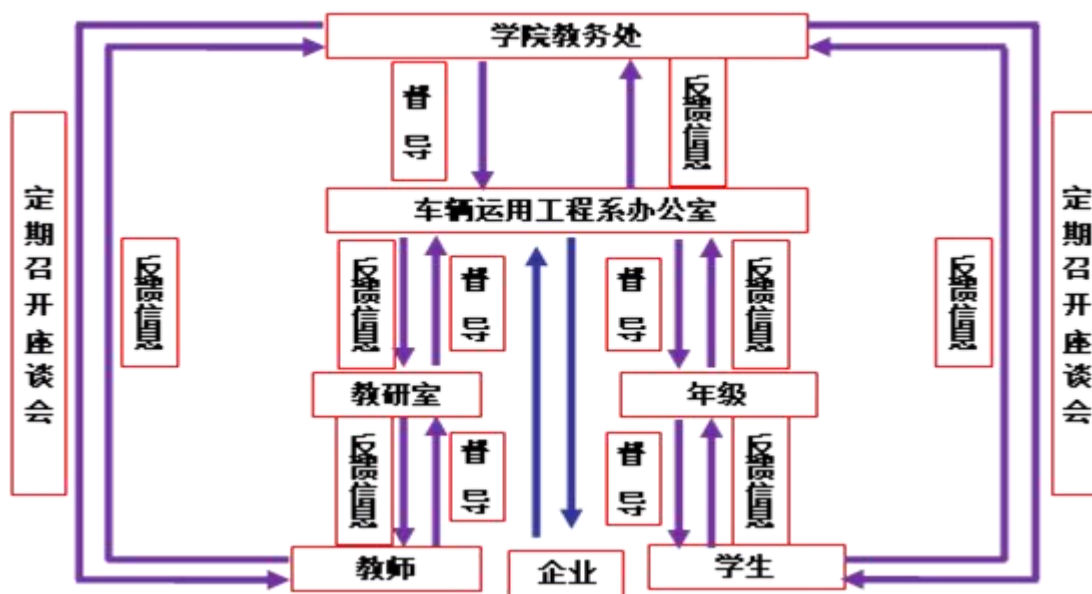 学院教务处
督导
反馈信息
车辆运用工程系办公室
定期召开座谈会
反馈信息
反馈信息
督导
督导
反馈信息
反馈信息
定期召开座谈会
教研室
年级
反馈信息
督导
督导
反馈信息
教师
企业
学生